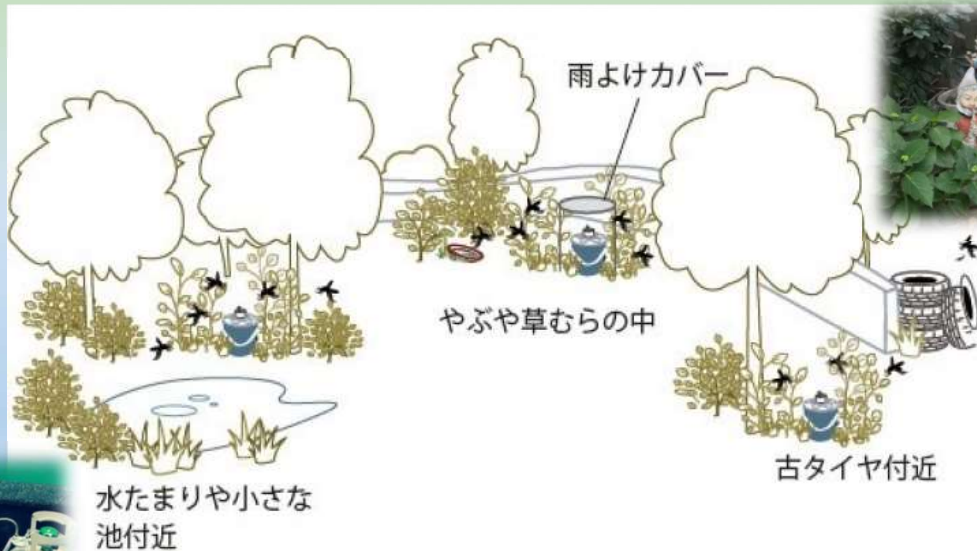 雨よけカバー
やぶや草むらの中
古タイヤ付近
水たまりや小さな
池付近